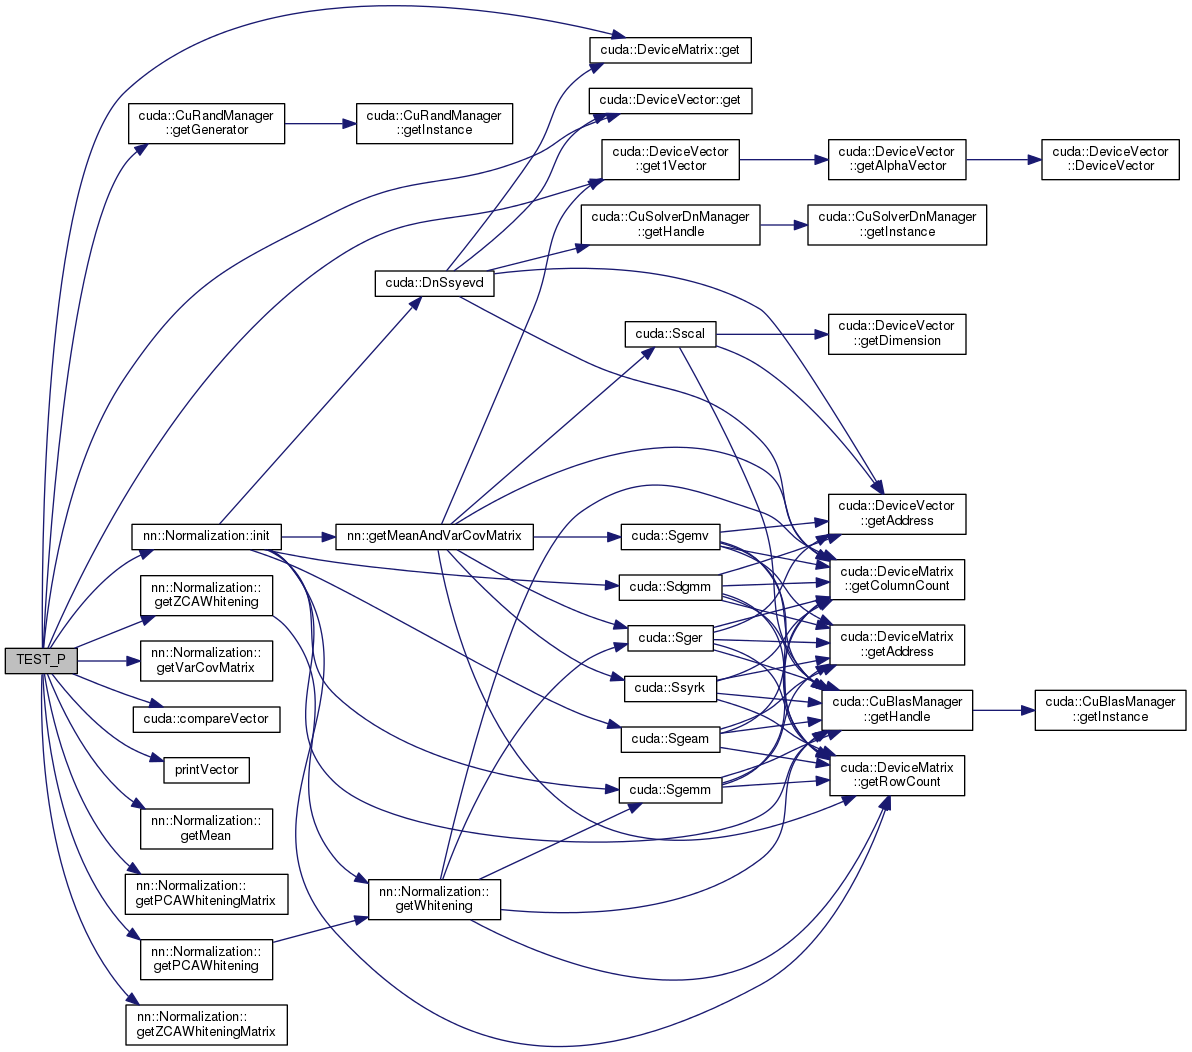 TEST_P
cuda::CuRandManager
::getGenerator
nn::Normalization::init
nn::Normalization::
getZCAWhitening
nn::Normalization::
getVarCovMatrix
cuda::compareVector
printVector
nn::Normalization::
getMean
nn::Normalization::
getPCAWhiteningMatrix
nn::Normalization::
getPCAWhitening
nn::Normalization::
getZCAWhiteningMatrix
cuda::CuRandManager
::getInstance
cuda::DnSsyevd
nn::getMeanAndVarCovMatrix
nn::Normalization::
getWhitening
cuda::DeviceMatrix::get
cuda::DeviceVector::get
cuda::DeviceVector
::get1Vector
cuda::CuSolverDnManager
::getHandle
cuda::Sscal
cuda::Sgemv
cuda::Sdgmm
cuda::Sger
cuda::Ssyrk
cuda::Sgeam
cuda::Sgemm
cuda::DeviceVector
::getAlphaVector
cuda::CuSolverDnManager
::getInstance
cuda::DeviceVector
::getDimension
cuda::DeviceVector
::getAddress
cuda::DeviceMatrix
::getColumnCount
cuda::DeviceMatrix
::getAddress
cuda::CuBlasManager
::getHandle
cuda::DeviceMatrix
::getRowCount
cuda::DeviceVector
::DeviceVector
cuda::CuBlasManager
::getInstance